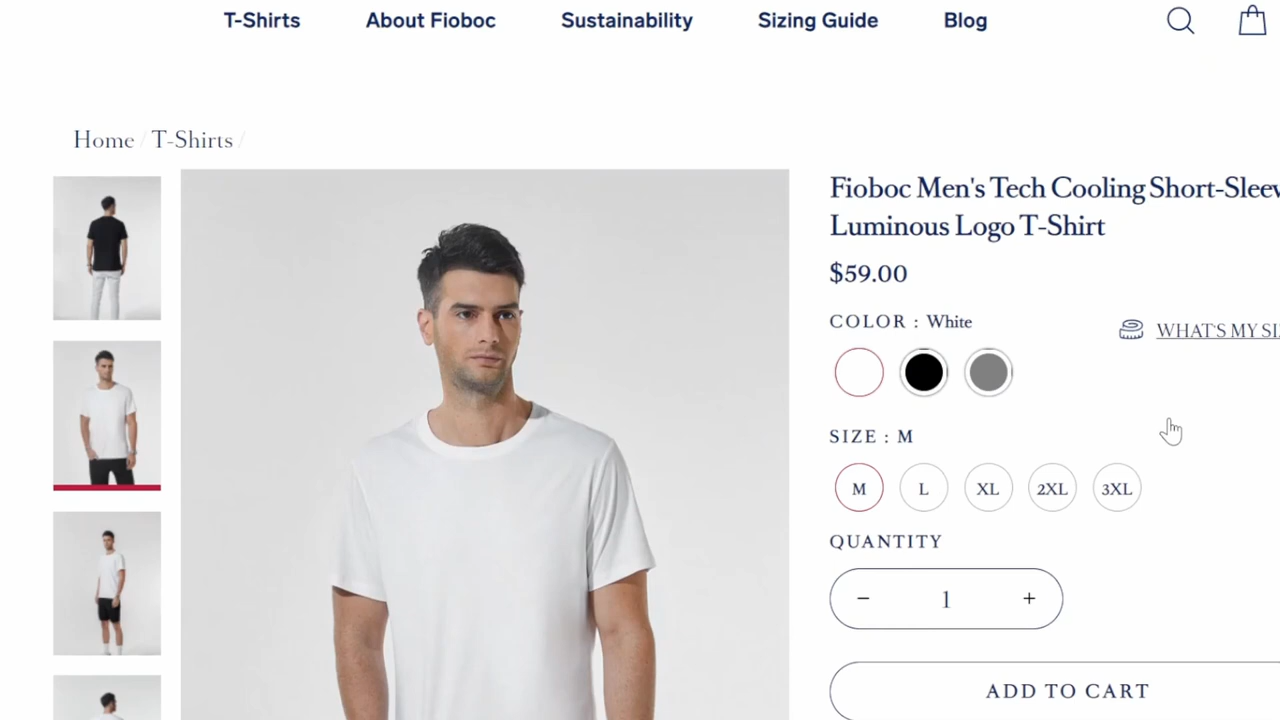 T-Shirts About Fioboc Sustainability Sizing Guide Blog
Home / T-Shirts /
Fioboc Men's Tech Cooling Short-Sleev
Luminous Logo T-Shirt
$59.00
COLOR : White
WHAT'S MY SI
SIZE : M
M L XL 2XL 3XL
QUANTITY
− 1 +
ADD TO CART